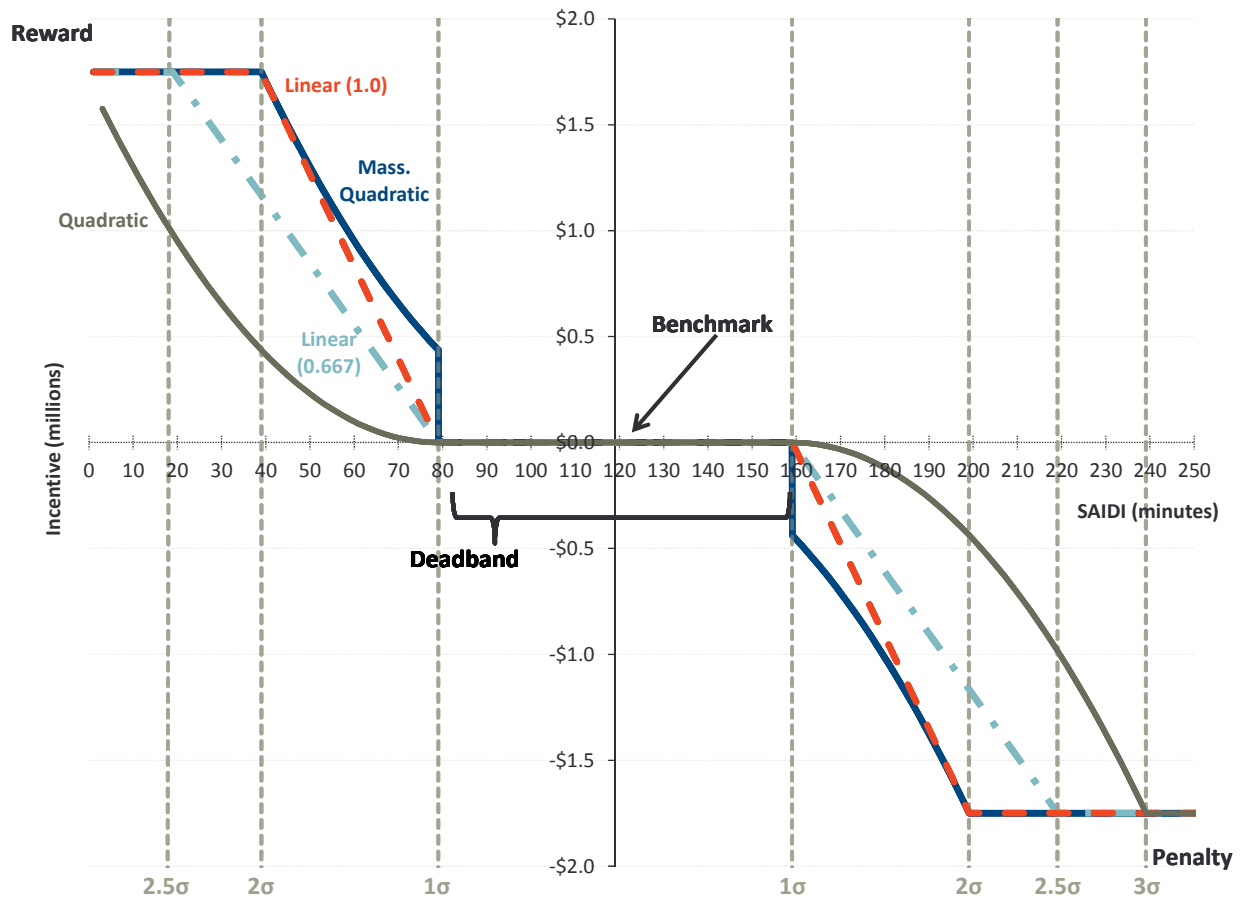 $2.0
Reward
Linear (1.0)
$1.5
Mass.
Quadratic
Quadratic
$1.0
Benchmark
$0.5
Linear
(0.667)
$0.0
0 10 20 30 40 50 60 70 80 90 100 110 120 130 140 150 160 170 180 190 200 210 220 230 240 250
Incentive (millions)
SAIDI (minutes)
-$0.5
Deadband
-$1.0
-$1.5
Penalty
-$2.0
2.5σ 2σ 1σ 1σ 2σ 2.5σ 3σ